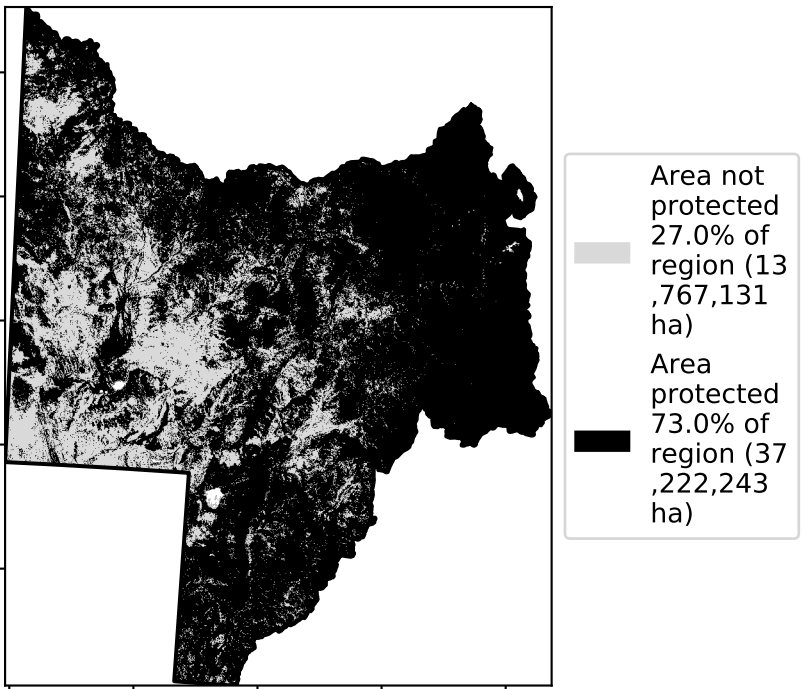 Area not
protected
27.0% of
region (13
,767,131
ha)
Area
protected
73.0% of
region (37
,222,243
ha)